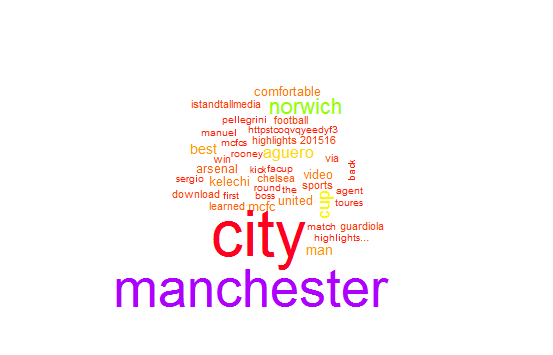 comfortable
istandtallmedia norwich
pellegrini football
manuel httpstcoqvqyeedyf3
mcfcs highlights 201516
best rooney aguero
win via
arsenal kick facup back
sergio kelechi chelsea video
round the sports
download first boss united cup agent
learned mcfc toures
city match guardiola
highlights...
man
manchester